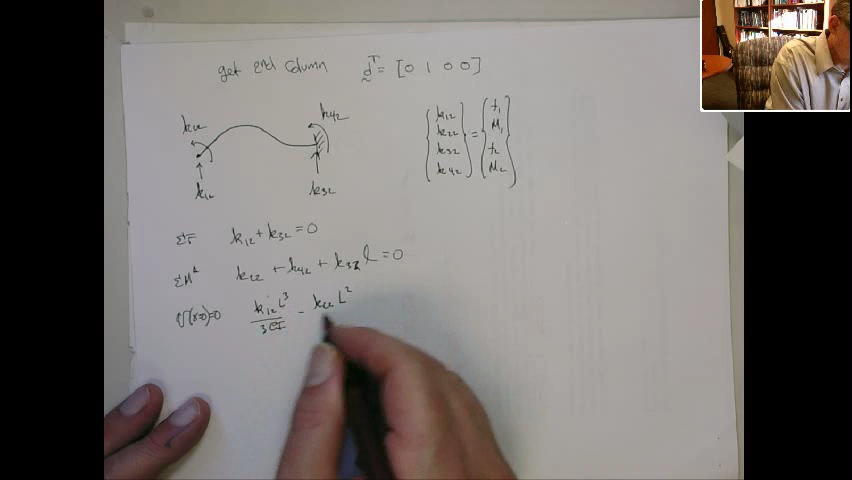 get 2nd column d^T = [0 1 0 0]
k12
k22
k32
k42
=
f1
M1
f2
M2
k22
k42
k12
k32
ΣF k12 + k32 = 0
ΣM^L k22 + k42 + k32 l = 0
v(x=0)=0 k12 L^3 / 3EI - k22 L^2